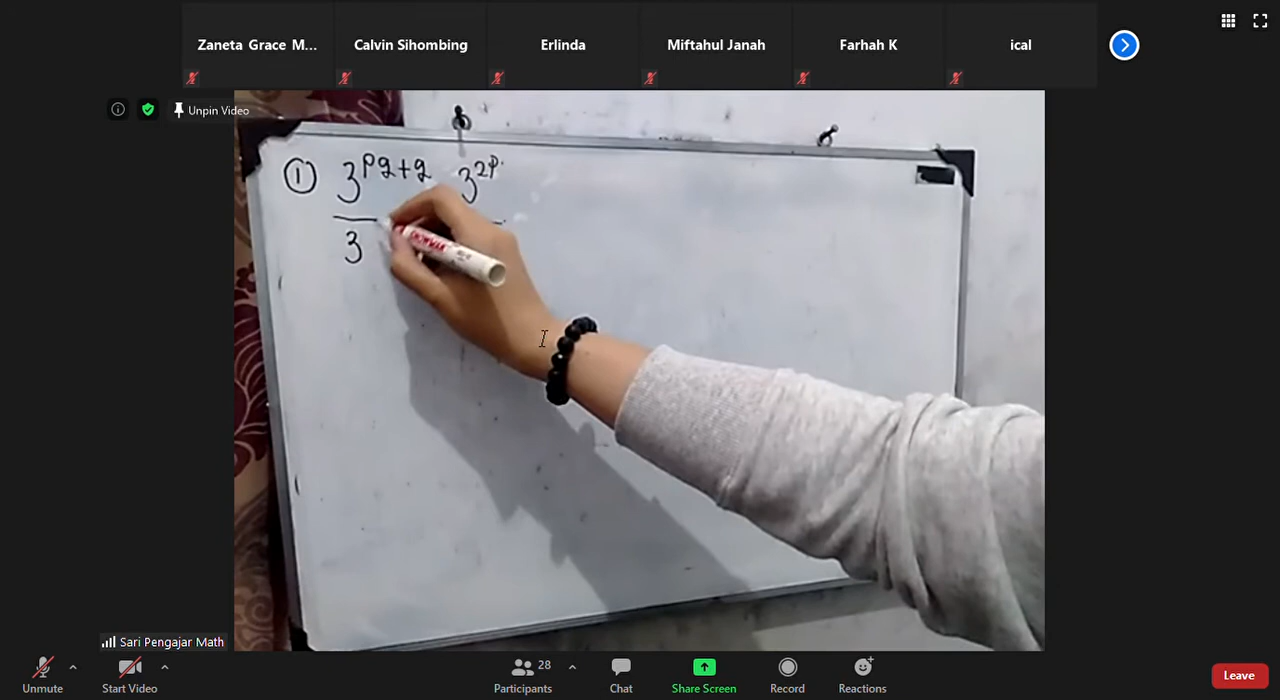 Zaneta Grace M...
Calvin Sihombing
Erlinda
Miftahul Janah
Farhah K
ical
Unpin Video
① 3^{pq+q} 3^{2p}
3
Sari Pengajar Math
Unmute
Start Video
28
Participants
Chat
Share Screen
Record
Reactions
Leave